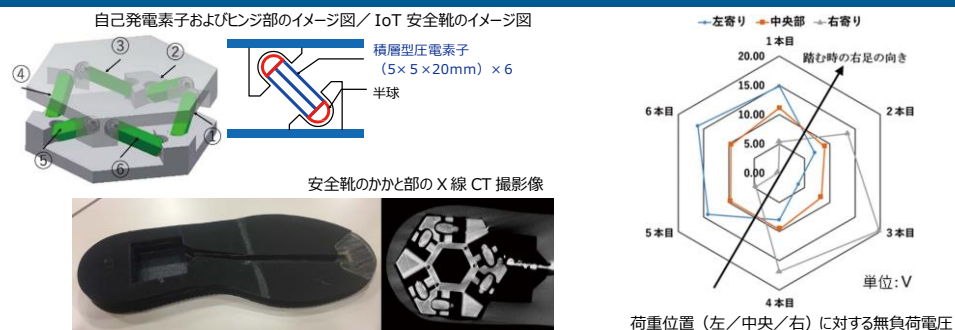 自己発電素子およびヒンジ部のイメージ図／IoT 安全靴のイメージ図
③
②
④
①
⑤
⑥
積層型圧電素子
（5×5×20mm）×6
半球
安全靴のかかと部の X 線 CT 撮影像
左寄り 中央部 右寄り
1本目
踏む時の右足の向き
20.00
15.00
6本目
2本目
10.00
5.00
0.00
5本目
3本目
単位：V
4本目
荷重位置（左／中央／右）に対する無負荷電圧